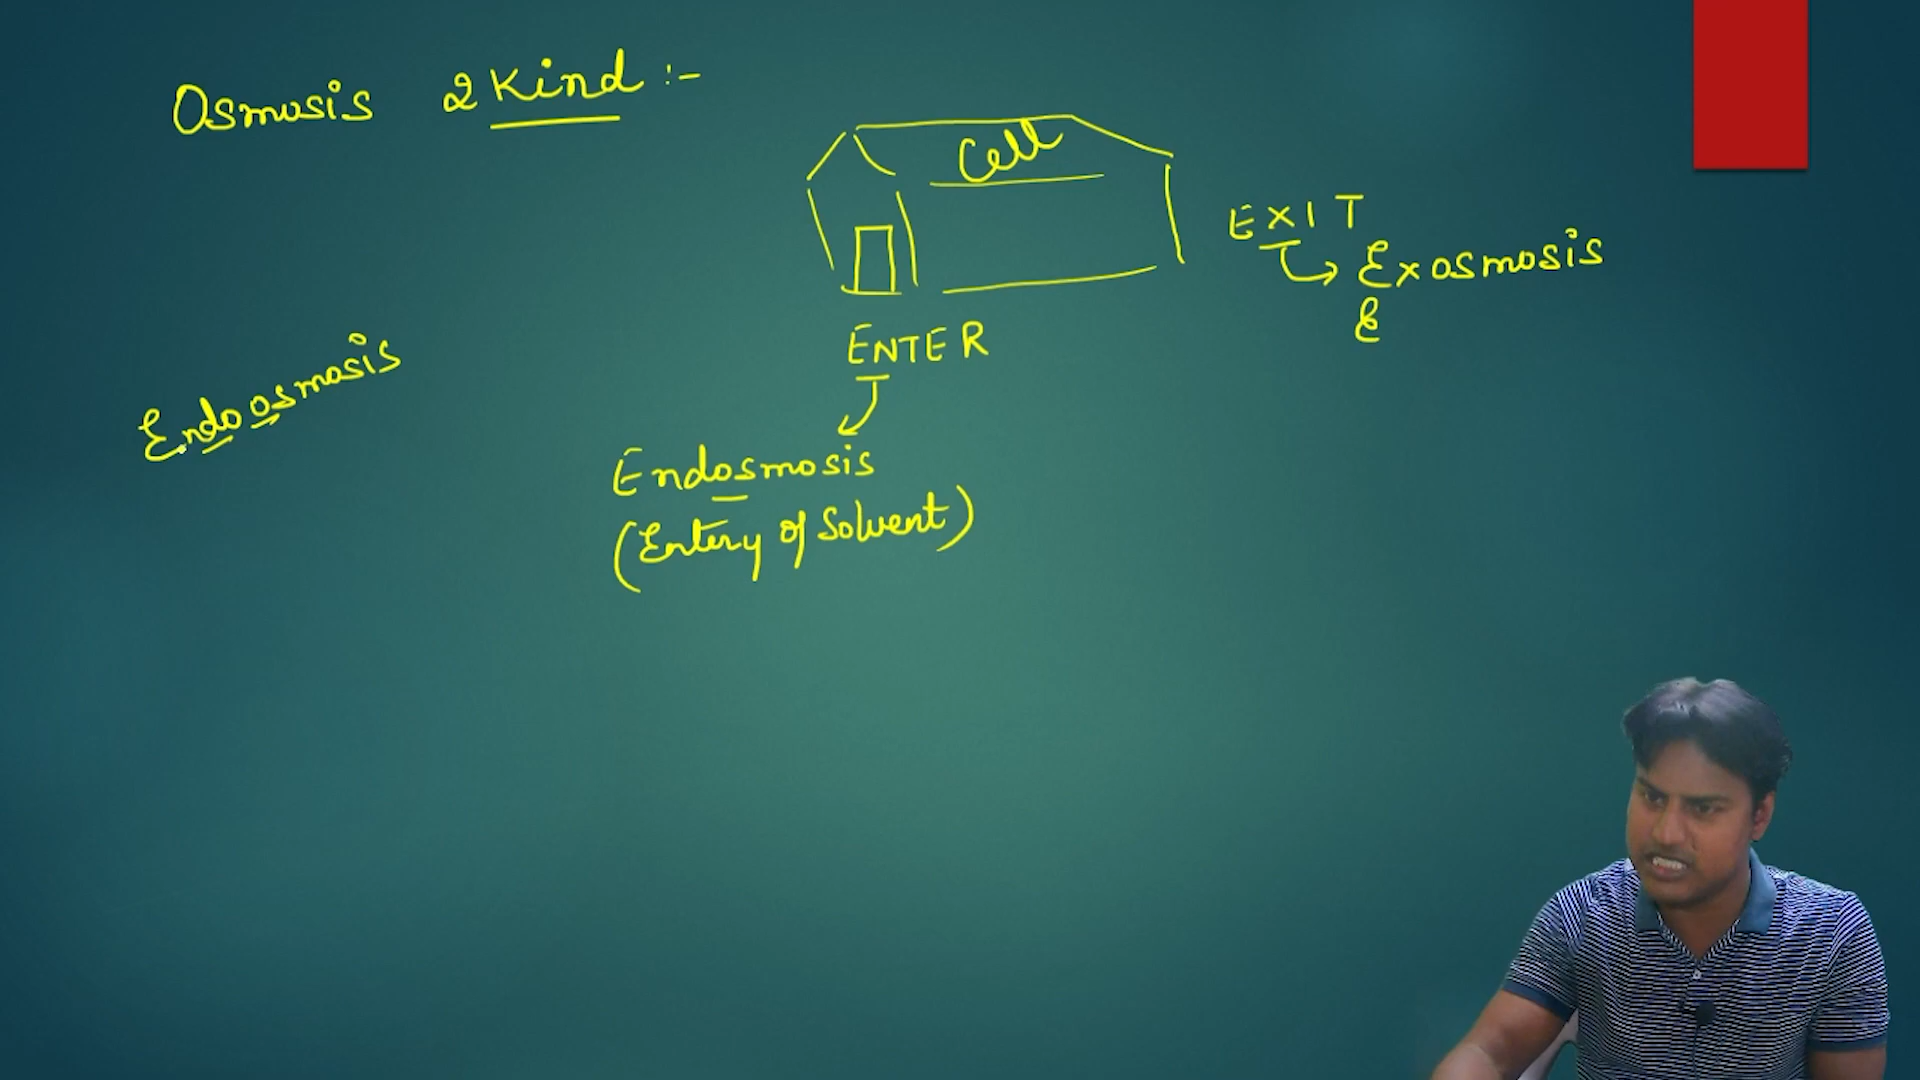 Osmosis 2 Kind :-
Cell
EXIT
Exosmosis
E
ENTER
Endoosmosis
Endosmosis
(Entery of Solvent)